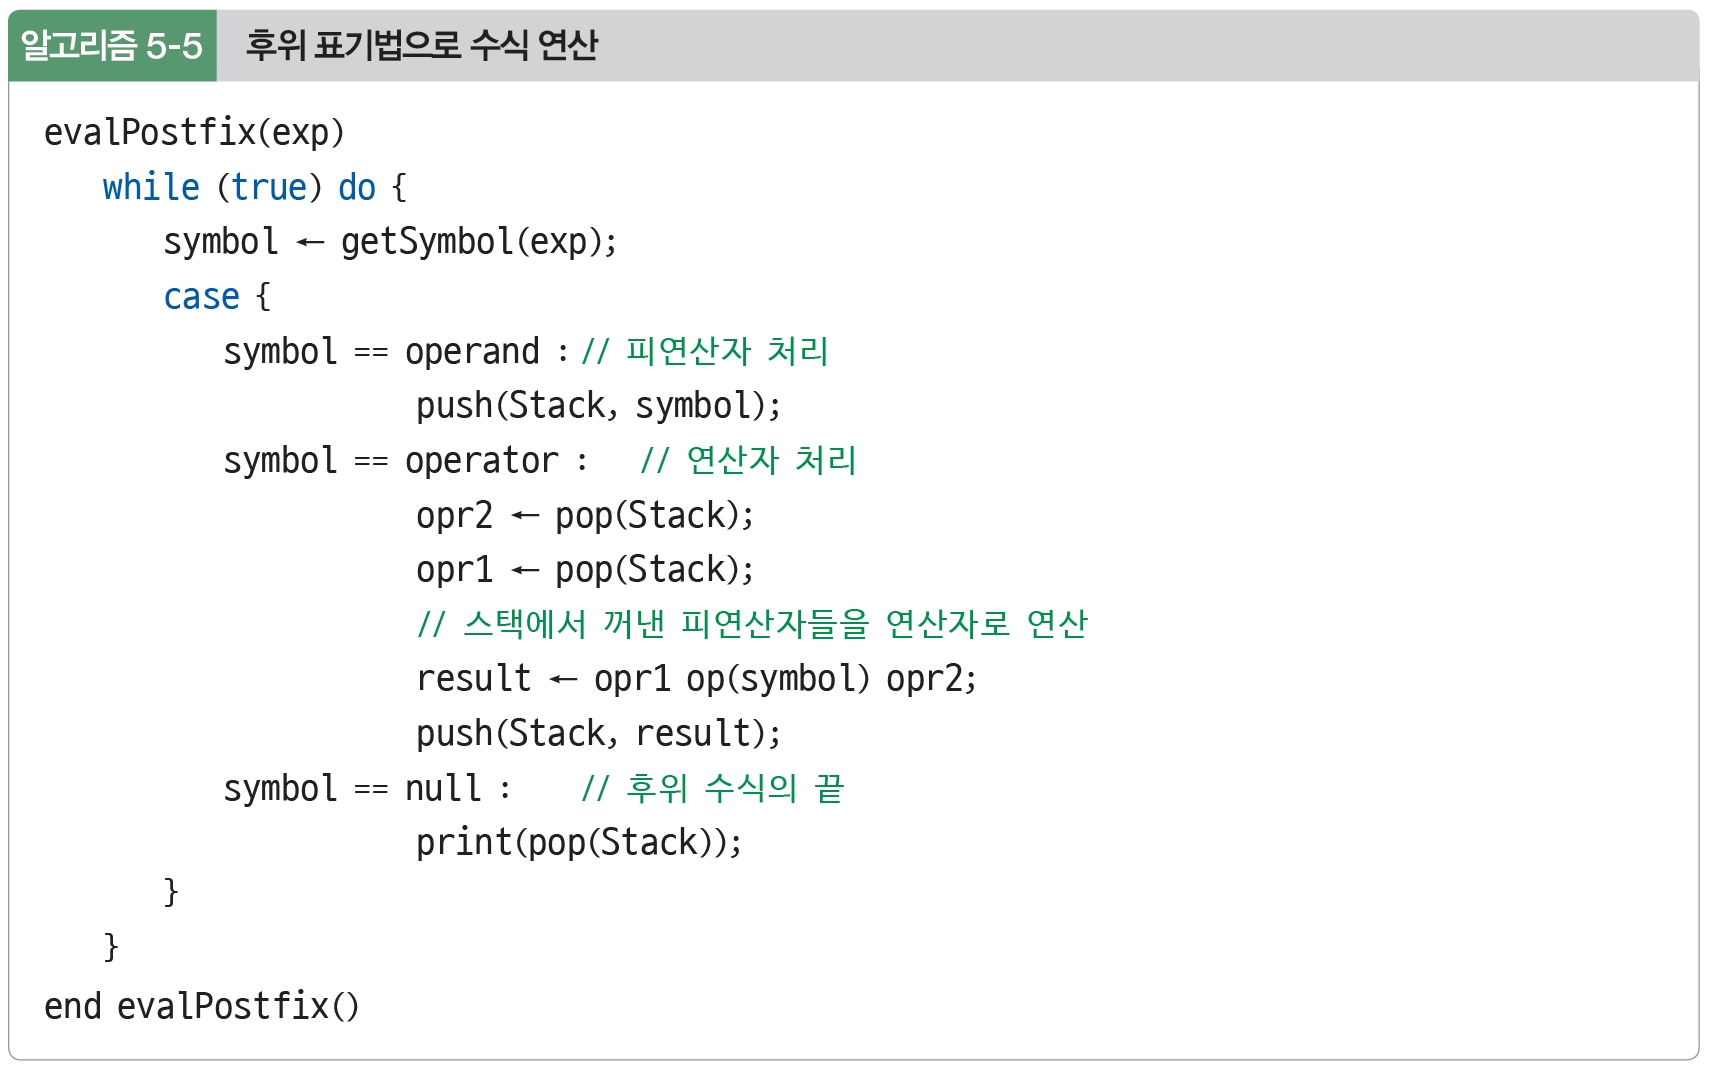 알고리즘 5-5 후위 표기법으로 수식 연산
evalPostfix(exp)
while (true) do {
symbol ← getSymbol(exp);
case {
symbol == operand : // 피연산자 처리
push(Stack, symbol);
symbol == operator : // 연산자 처리
opr2 ← pop(Stack);
opr1 ← pop(Stack);
// 스택에서 꺼낸 피연산자들을 연산자로 연산
result ← opr1 op(symbol) opr2;
push(Stack, result);
symbol == null : // 후위 수식의 끝
print(pop(Stack));
}
}
end evalPostfix()